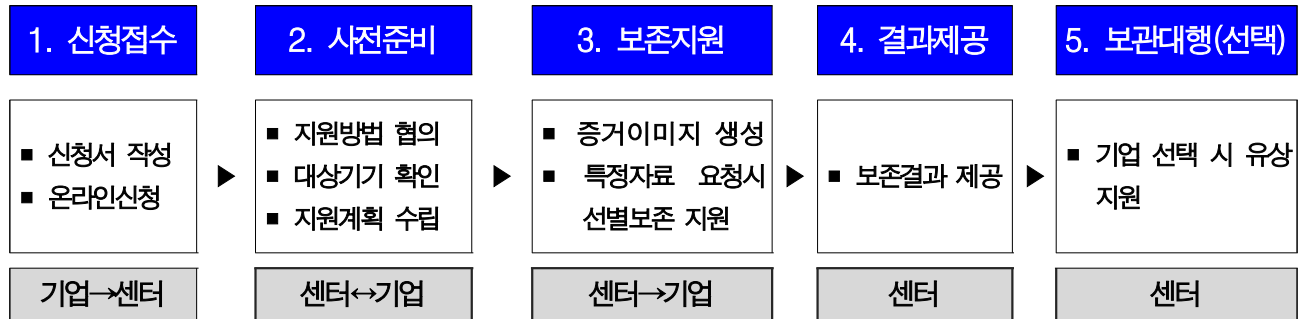 1. 신청접수
2. 사전준비
3. 보존지원
4. 결과제공
5. 보관대행(선택)
■ 신청서 작성
■ 온라인신청
▶
■ 지원방법 협의
■ 대상기기 확인
■ 지원계획 수립
▶
■ 증거이미지 생성
■ 특정자료 요청시
선별보존 지원
▶
■ 보존결과 제공
▶
■ 기업 선택 시 유상
지원
기업→센터
센터↔기업
센터→기업
센터
센터